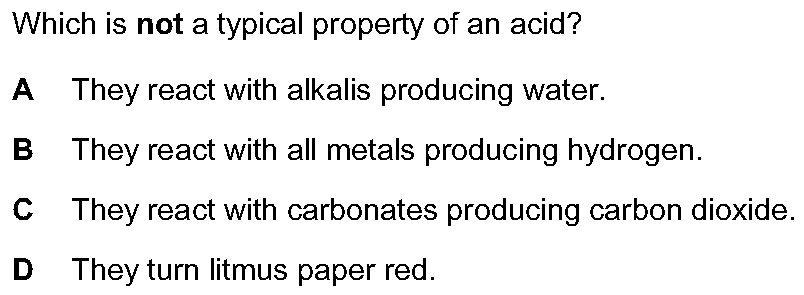 Which is not a typical property of an acid?
A They react with alkalis producing water.
B They react with all metals producing hydrogen.
C They react with carbonates producing carbon dioxide.
D They turn litmus paper red.